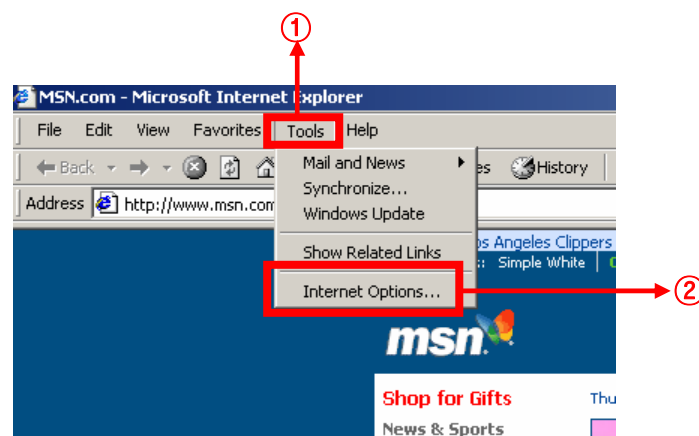 ①
MSN.com - Microsoft Internet Explorer
File Edit View Favorites Tools Help
Back History
Mail and News
Synchronize...
Windows Update
Show Related Links
Internet Options...
Address http://www.msn.com
os Angeles Clippers
:: Simple White
②
msn
Shop for Gifts Thu
News & Sports